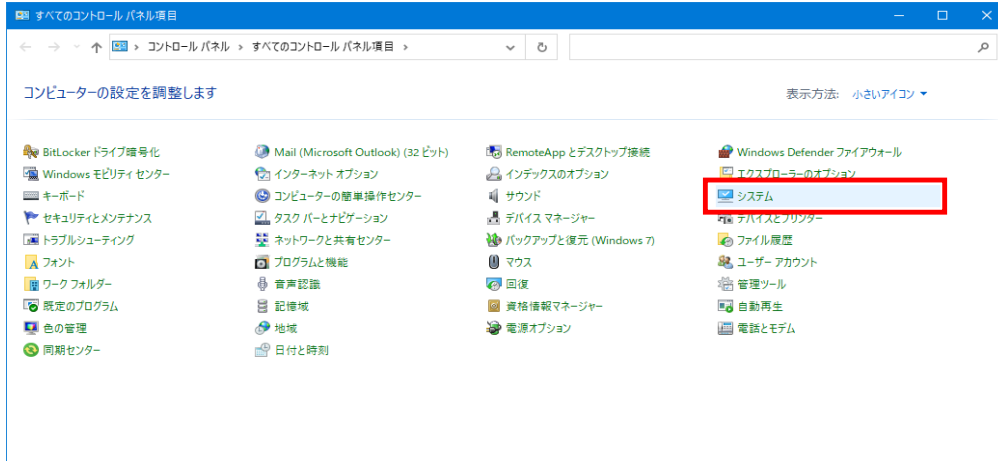 すべてのコントロール パネル項目
コントロール パネル › すべてのコントロール パネル項目 ›
コンピューターの設定を調整します
表示方法: 小さいアイコン
BitLocker ドライブ暗号化
Mail (Microsoft Outlook) (32 ビット)
RemoteApp とデスクトップ接続
Windows Defender ファイアウォール
Windows モビリティ センター
インターネット オプション
インデックスのオプション
エクスプローラーのオプション
キーボード
コンピューターの簡単操作センター
サウンド
システム
セキュリティとメンテナンス
タスク バーとナビゲーション
デバイス マネージャー
デバイスとプリンター
トラブルシューティング
ネットワークと共有センター
バックアップと復元 (Windows 7)
ファイル履歴
フォント
プログラムと機能
マウス
ユーザー アカウント
ワーク フォルダー
音声認識
回復
管理ツール
既定のプログラム
記憶域
資格情報マネージャー
自動再生
色の管理
地域
電源オプション
電話とモデム
同期センター
日付と時刻